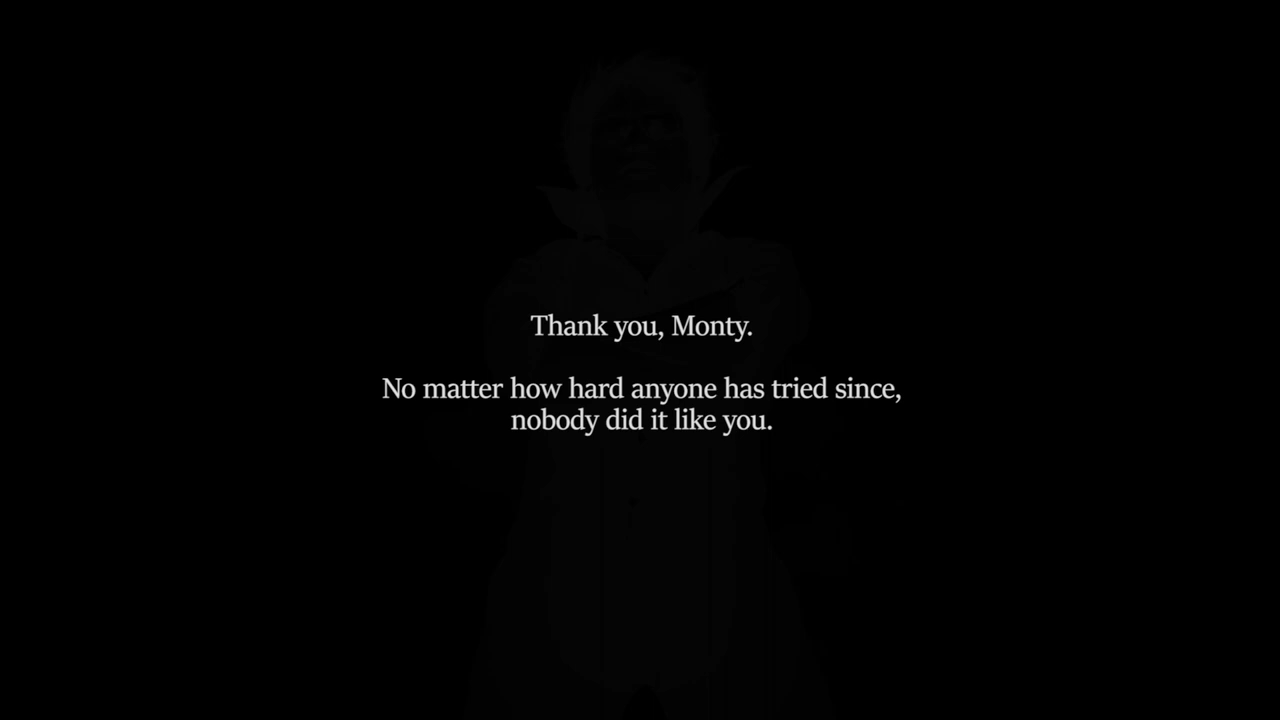 Thank you, Monty.
No matter how hard anyone has tried since,
nobody did it like you.